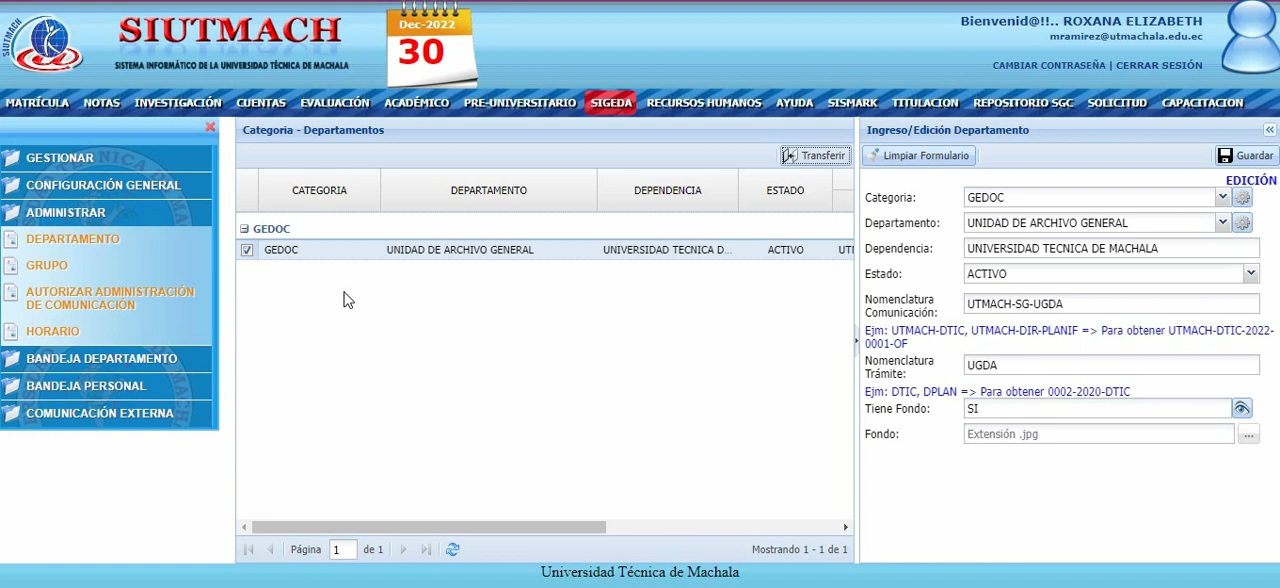 SIUTMACH
SIUTMACH
SISTEMA INFORMÁTICO DE LA UNIVERSIDAD TÉCNICA DE MACHALA
Dec-2022
30
Bienvenid@!!.. ROXANA ELIZABETH
mramirez@utmachala.edu.ec
CAMBIAR CONTRASEÑA | CERRAR SESIÓN
MATRÍCULA NOTAS INVESTIGACIÓN CUENTAS EVALUACIÓN ACADÉMICO PRE-UNIVERSITARIO SIGEDA RECURSOS HUMANOS AYUDA SISMARK TITULACION REPOSITORIO SGC SOLICITUD CAPACITACION
GESTIONAR
CONFIGURACIÓN GENERAL
ADMINISTRAR
DEPARTAMENTO
GRUPO
AUTORIZAR ADMINISTRACIÓN
DE COMUNICACIÓN
HORARIO
BANDEJA DEPARTAMENTO
BANDEJA PERSONAL
COMUNICACIÓN EXTERNA
Categoria - Departamentos
Transferir
CATEGORIA DEPARTAMENTO DEPENDENCIA ESTADO
GEDOC
GEDOC UNIDAD DE ARCHIVO GENERAL UNIVERSIDAD TECNICA D... ACTIVO UTI
Página 1 de 1 Mostrando 1 - 1 de 1
Ingreso/Edición Departamento
Limpiar Formulario Guardar
EDICIÓN
Categoria: GEDOC
Departamento: UNIDAD DE ARCHIVO GENERAL
Dependencia: UNIVERSIDAD TECNICA DE MACHALA
Estado: ACTIVO
Nomenclatura
Comunicación: UTMACH-SG-UGDA
Ejm: UTMACH-DTIC, UTMACH-DIR-PLANIF => Para obtener UTMACH-DTIC-2022-
0001-OF
Nomenclatura
Trámite: UGDA
Ejm: DTIC, DPLAN => Para obtener 0002-2020-DTIC
Tiene Fondo: SI
Fondo: Extensión .jpg ...
Universidad Técnica de Machala